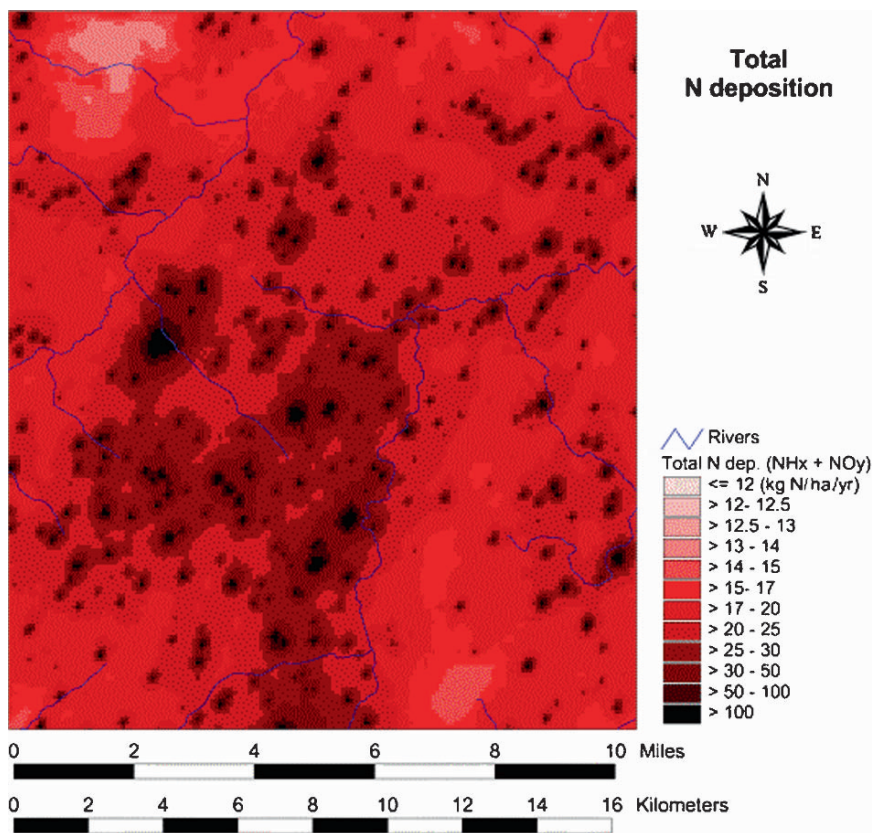 Total
N deposition
N
W E
S
Rivers
Total N dep. (NHx + NOy)
<= 12 (kg N/ha/yr)
> 12- 12.5
> 12.5 - 13
> 13 - 14
> 14 - 15
> 15- 17
> 17 - 20
> 20 - 25
> 25 - 30
> 30 - 50
> 50 - 100
> 100
0 2 4 6 8 10 Miles
0 2 4 6 8 10 12 14 16 Kilometers